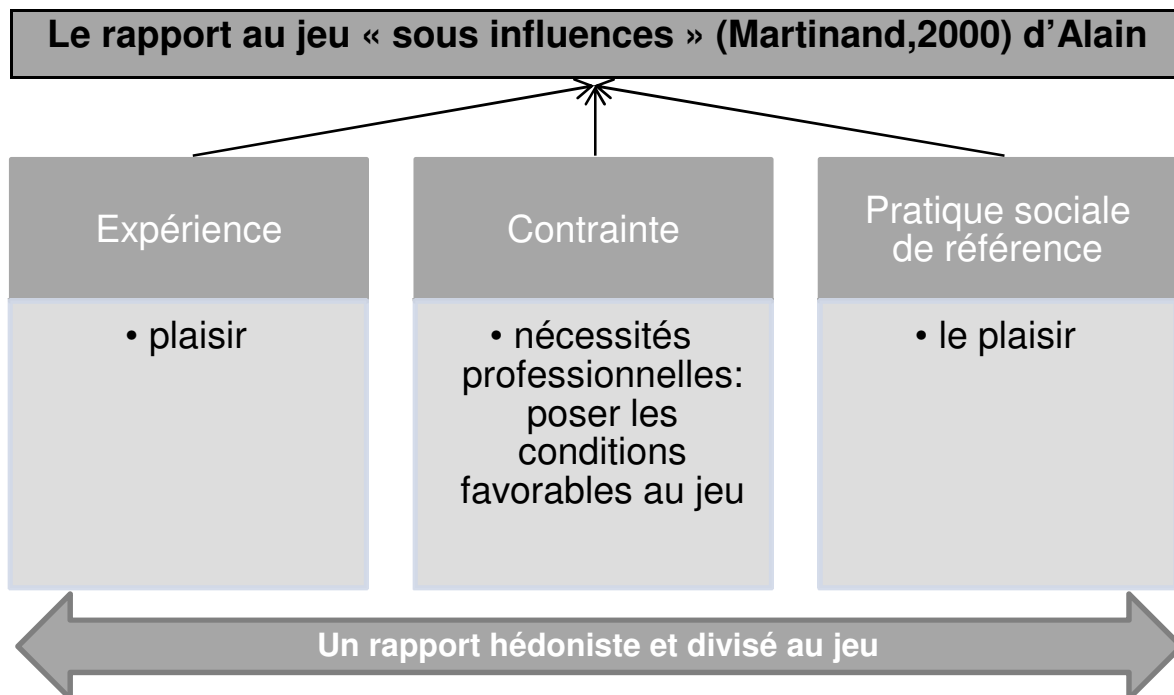 Le rapport au jeu « sous influences » (Martinand,2000) d’Alain
Expérience
• plaisir
Contrainte
• nécessités
professionnelles:
poser les
conditions
favorables au jeu
Pratique sociale
de référence
• le plaisir
Un rapport hédoniste et divisé au jeu